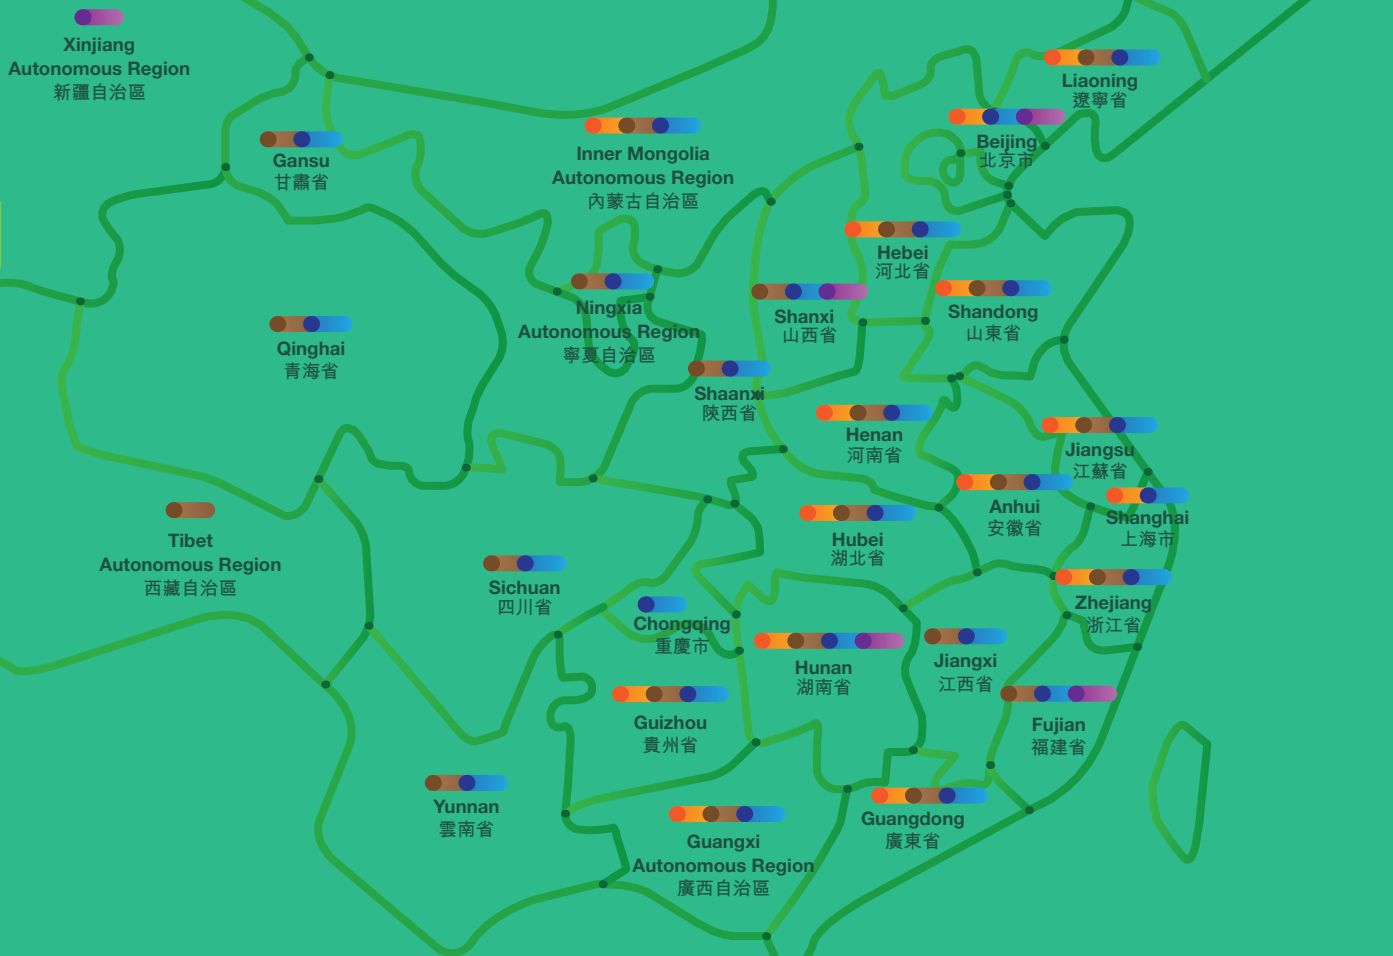 Xinjiang
Autonomous Region
新疆自治區
Liaoning
遼寧省
Beijing
北京市
Gansu
甘肅省
Inner Mongolia
Autonomous Region
內蒙古自治區
Hebei
河北省
Ningxia
Autonomous Region
寧夏自治區
Shanxi
山西省
Shandong
山東省
Qinghai
青海省
Shaanxi
陝西省
Henan
河南省
Jiangsu
江蘇省
Tibet
Autonomous Region
西藏自治區
Hubei
湖北省
Anhui
安徽省
Shanghai
上海市
Sichuan
四川省
Chongqing
重慶市
Zhejiang
浙江省
Hunan
湖南省
Jiangxi
江西省
Guizhou
貴州省
Fujian
福建省
Yunnan
雲南省
Guangxi
Autonomous Region
廣西自治區
Guangdong
廣東省